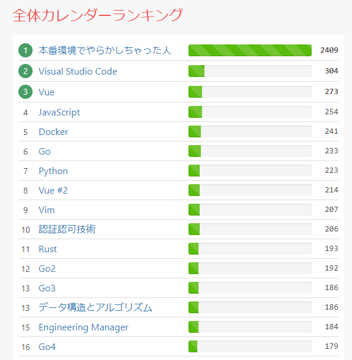 全体カレンダーランキング
1 本番環境でやらかしちゃった人 2409
2 Visual Studio Code 304
3 Vue 273
4 JavaScript 254
5 Docker 241
6 Go 233
7 Python 223
8 Vue #2 214
9 Vim 207
10 認証認可技術 206
11 Rust 193
12 Go2 192
13 Go3 186
13 データ構造とアルゴリズム 186
15 Engineering Manager 184
16 Go4 179